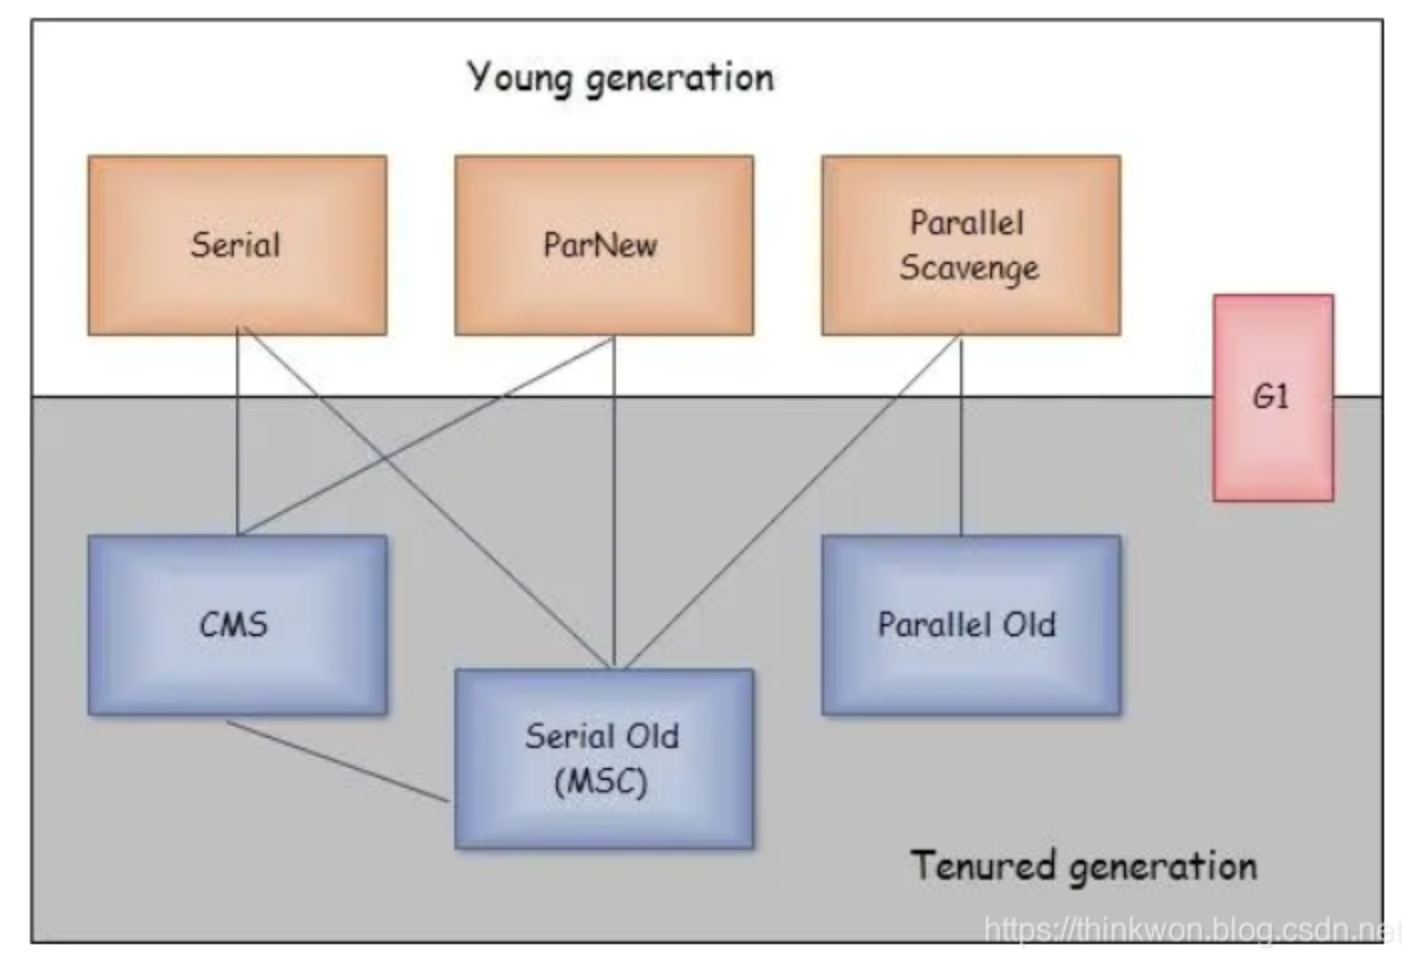 Young generation
Serial
ParNew
Parallel
Scavenge
G1
CMS
Parallel Old
Serial Old
(MSC)
Tenured generation
https://thinkwon.blog.csdn.net